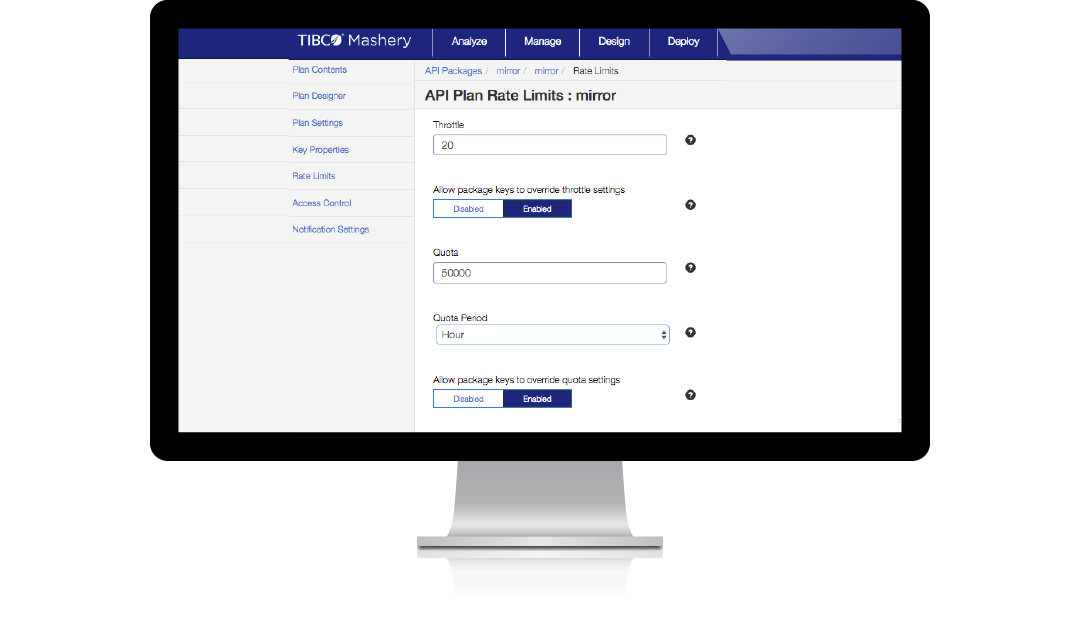 TIBCO Mashery Analyze Manage Design Deploy
Plan Contents
Plan Designer
Plan Settings
Key Properties
Rate Limits
Access Control
Notification Settings
API Packages / mirror / mirror / Rate Limits
API Plan Rate Limits : mirror
Throttle
20
?
Allow package keys to override throttle settings
Disabled Enabled
?
Quota
50000
?
Quota Period
Hour
?
Allow package keys to override quota settings
Disabled Enabled
?